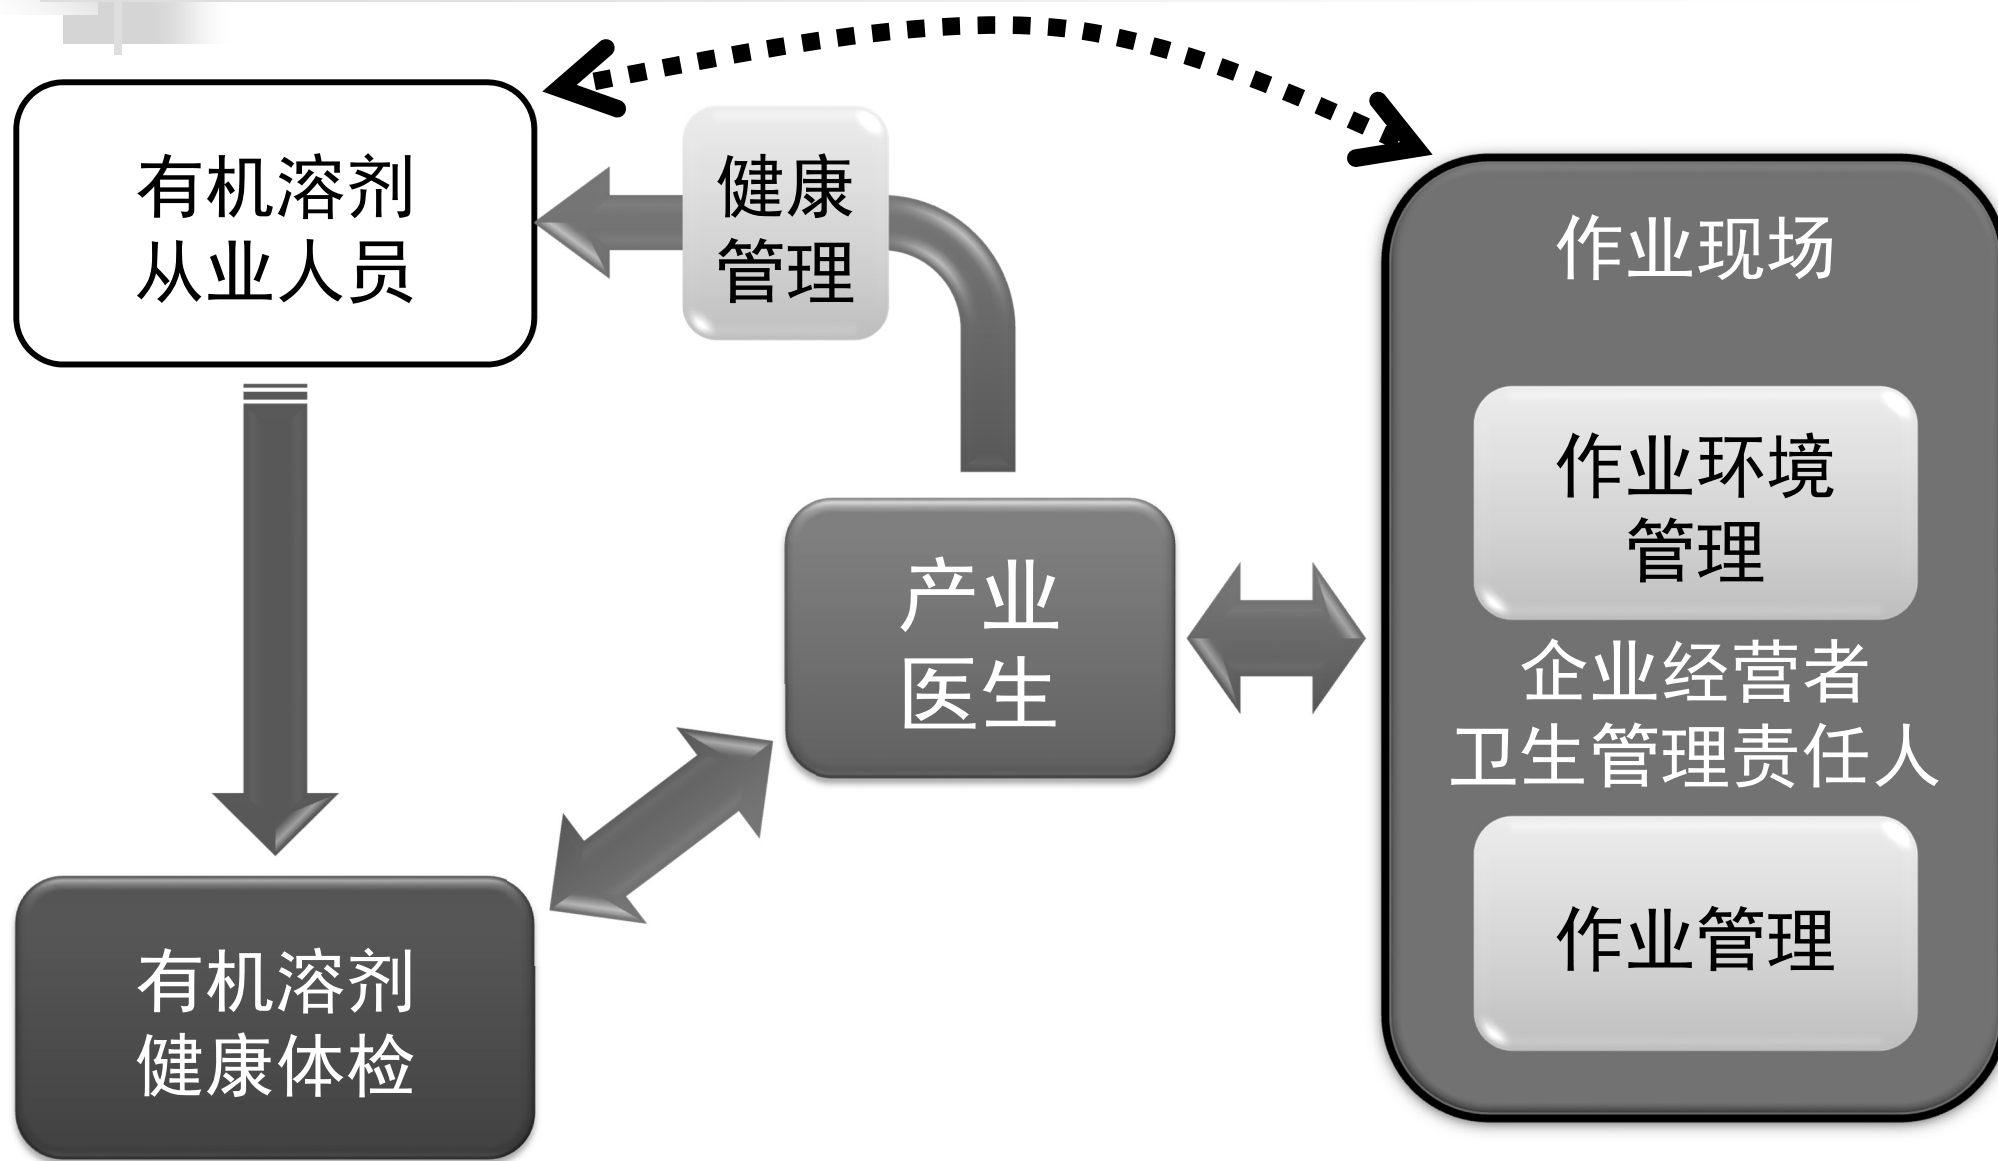 有机溶剂
从业人员
健康
管理
作业现场
作业环境
管理
企业经营者
卫生管理责任人
作业管理
产业
医生
有机溶剂
健康体检